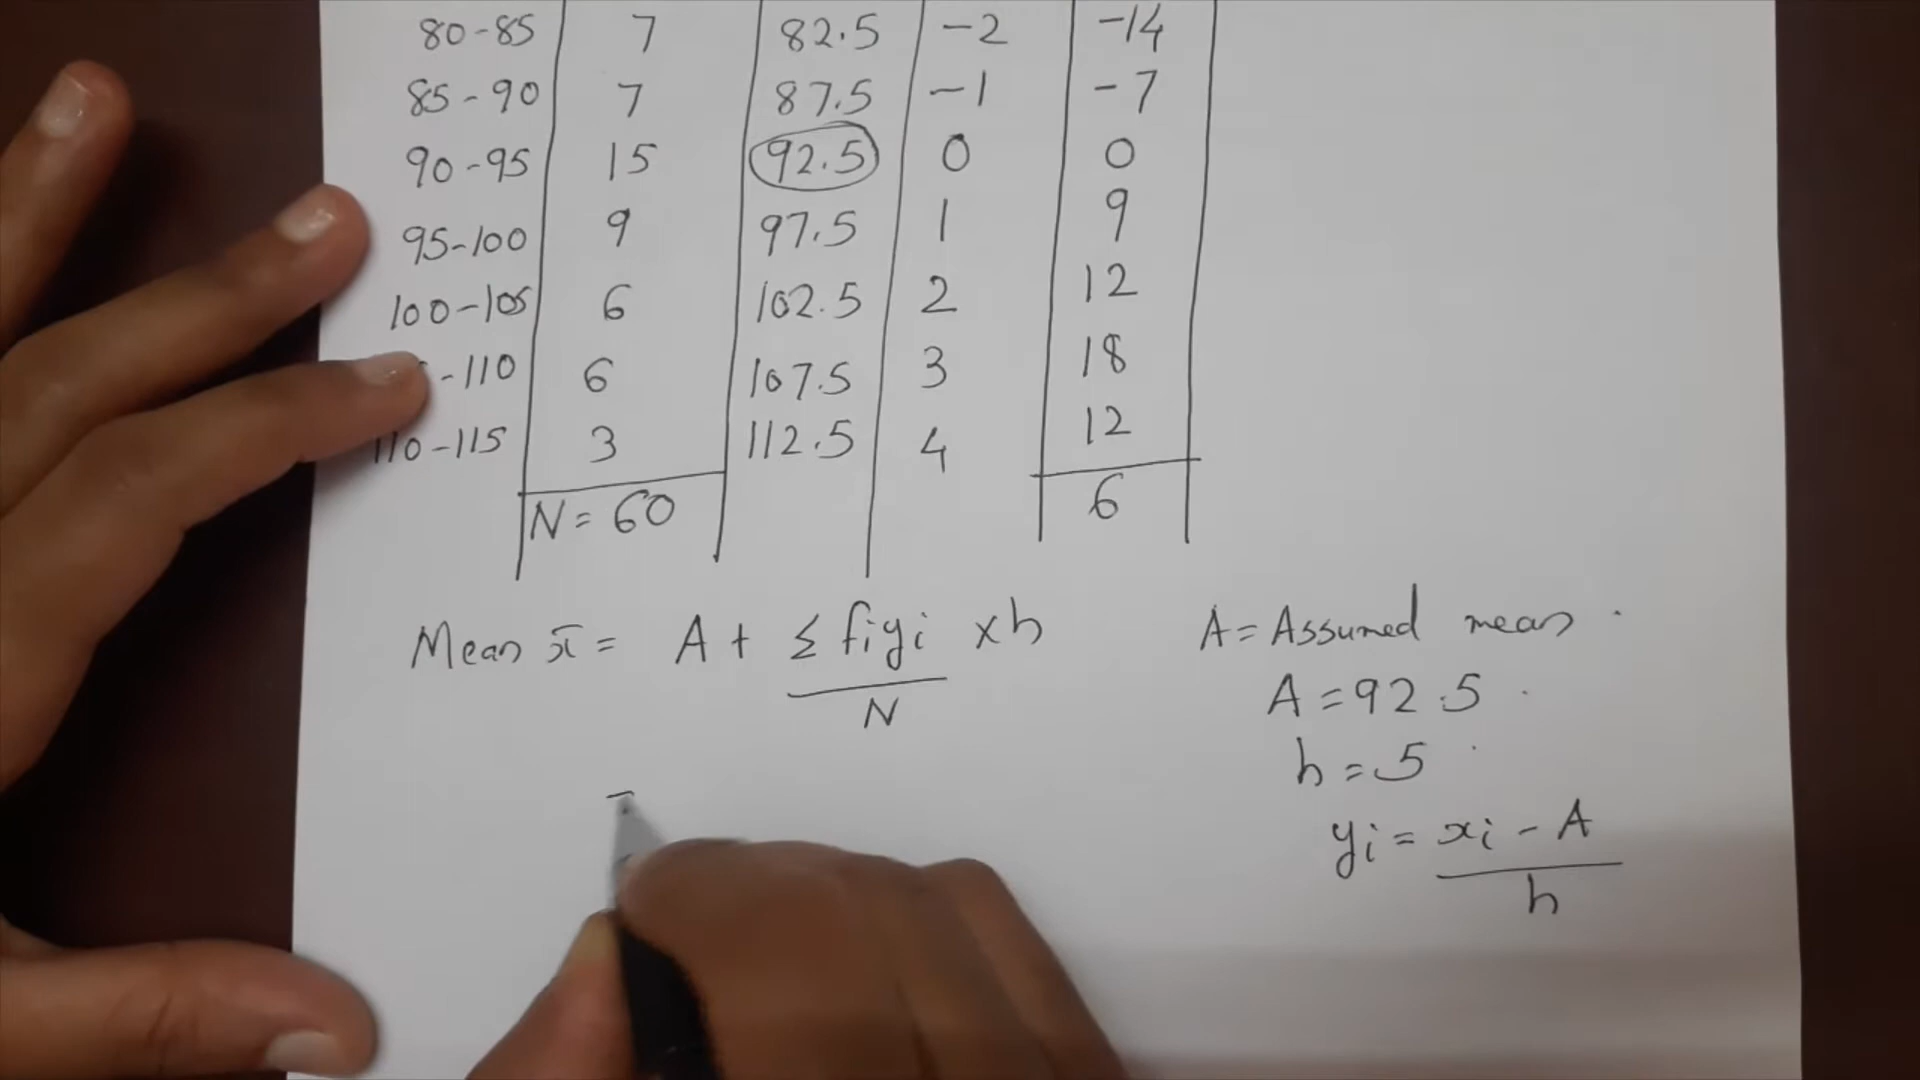 80-85 7 82.5 -2 -14
85-90 7 87.5 -1 -7
90-95 15 92.5 0 0
95-100 9 97.5 1 9
100-105 6 102.5 2 12
-110 6 107.5 3 18
110-115 3 112.5 4 12
N = 60 6
Mean x̄ = A + Σfiyi/N × h
A = Assumed mean
A = 92.5
h = 5
yi = xi - A/h